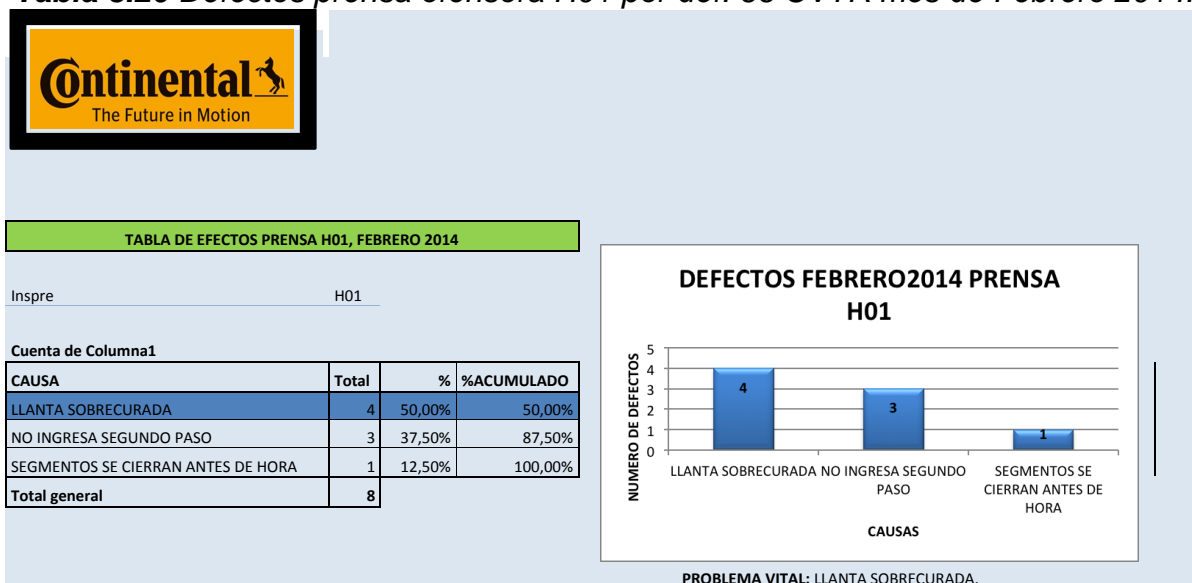 Continental
The Future in Motion
TABLA DE EFECTOS PRENSA H01, FEBRERO 2014
Inspre H01
Cuenta de Columna1
CAUSA Total % %ACUMULADO
LLANTA SOBRECURADA 4 50,00% 50,00%
NO INGRESA SEGUNDO PASO 3 37,50% 87,50%
SEGMENTOS SE CIERRAN ANTES DE HORA 1 12,50% 100,00%
Total general 8
DEFECTOS FEBRERO2014 PRENSA
H01
NUMERO DE DEFECTOS
5
4
3
2
1
0
4
3
1
LLANTA SOBRECURADA
NO INGRESA SEGUNDO
PASO
SEGMENTOS SE
CIERRAN ANTES DE
HORA
CAUSAS
PROBLEMA VITAL: LLANTA SOBRECURADA.